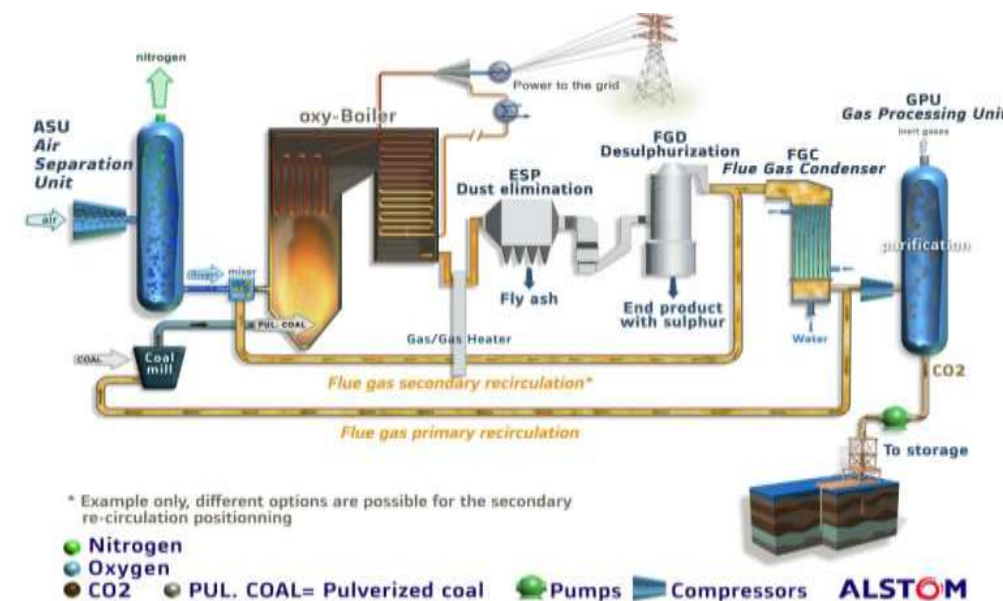 nitrogen
ASU
Air
Separation
Unit
air
oxy-Boiler
Power to the grid
ESP
Dust elimination
FGD
Desulphurization
FGC
Flue Gas Condenser
GPU
Gas Processing Unit
inert gases
purification
mixer
PUL. COAL
COAL
Coal
mill
Fly ash
Gas/Gas Heater
End product
with sulphur
Water
CO2
To storage
Flue gas secondary recirculation*
Flue gas primary recirculation
* Example only, different options are possible for the secondary
re-circulation positionning
Nitrogen
Oxygen
CO2
PUL. COAL= Pulverized coal
Pumps
Compressors
ALSTOM